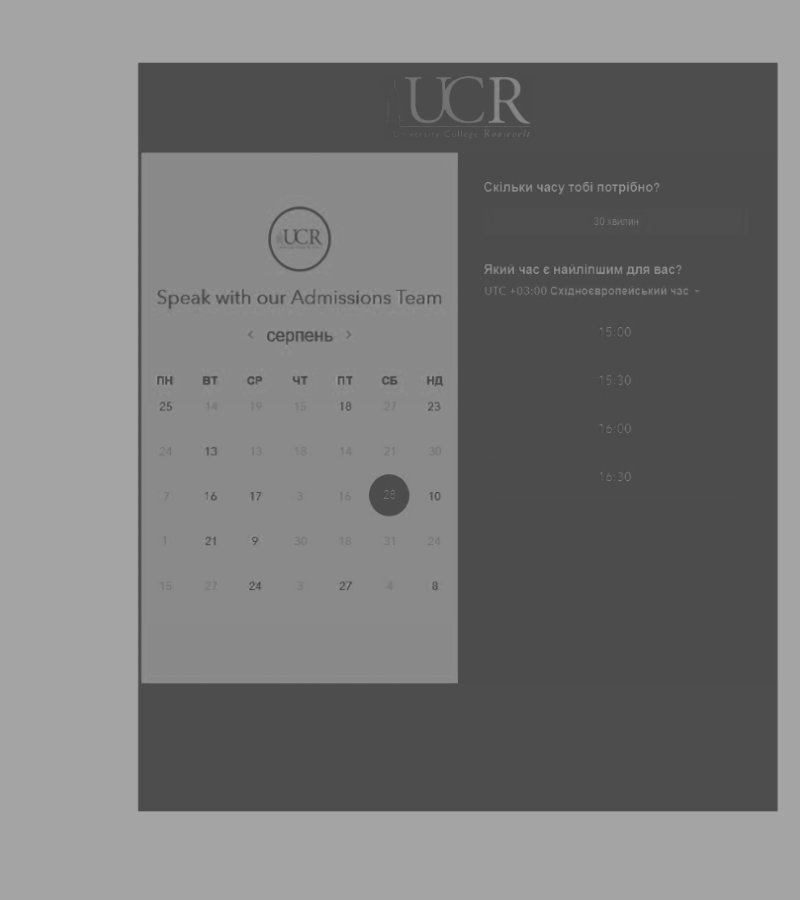 UCR
University College Roosevelt
UCR
Speak with our Admissions Team
< серпень >
ПН ВТ СР ЧТ ПТ СБ НД
25 14 19 15 18 27 23
24 13 13 18 14 21 30
7 16 17 3 16 28 10
1 21 9 30 18 31 24
15 27 24 3 27 4 8
Скільки часу тобі потрібно?
30 хвилин
Який час є найліпшим для вас?
UTC +03:00 Східноєвропейський час
15:00
15:30
16:00
16:30